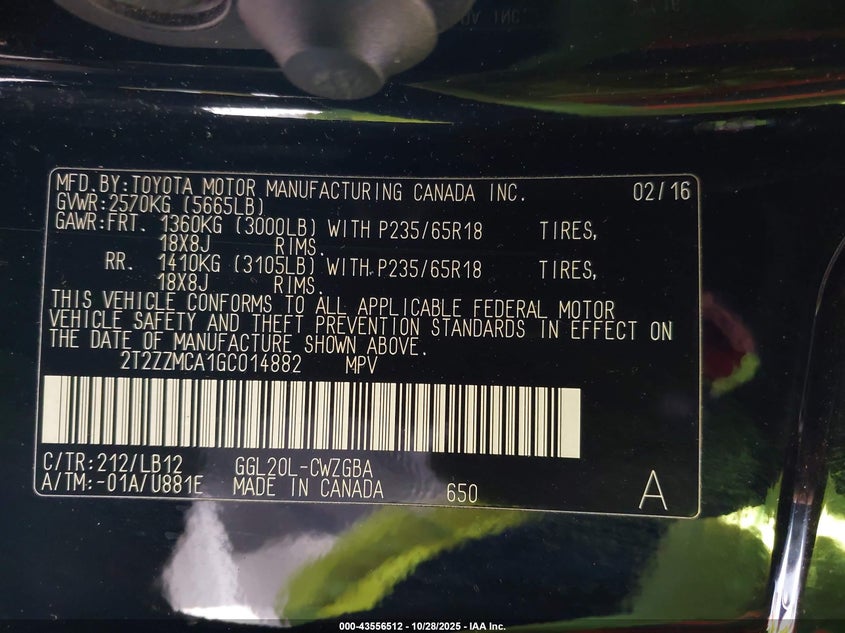 MFD.BY:TOYOTA MOTOR MANUFACTURING CANADA INC. 02/16
GVWR:2570KG (5665LB)
GAWR:FRT. 1360KG (3000LB) WITH P235/65R18 TIRES,
18X8J RIMS.
RR. 1410KG (3105LB) WITH P235/65R18 TIRES,
18X8J RIMS.
THIS VEHICLE CONFORMS TO ALL APPLICABLE FEDERAL MOTOR
VEHICLE SAFETY AND THEFT PREVENTION STANDARDS IN EFFECT ON
THE DATE OF MANUFACTURE SHOWN ABOVE.
2T2ZZMCA1GC014882 MPV
C/TR:212/LB12 GGL20L-CWZGBA
A/TM:-01A/U881E MADE IN CANADA 650 A
000-43556512 - 10/28/2025 - IAA Inc.